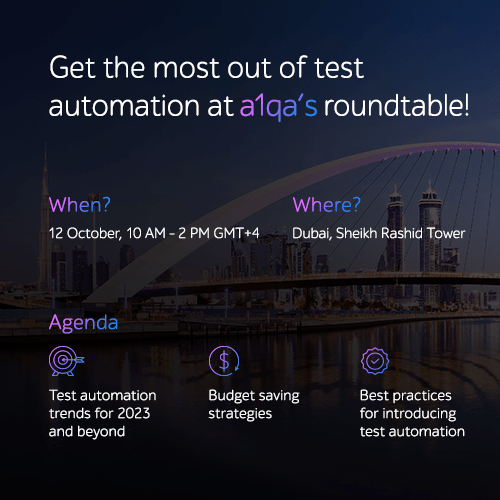 Get the most out of test
automation at a1qa's roundtable!
When?
Where?
12 October, 10 AM - 2 PM GMT+4
Dubai, Sheikh Rashid Tower
Agenda
Test automation
trends for 2023
and beyond
Budget saving
strategies
Best practices
for introducing
test automation